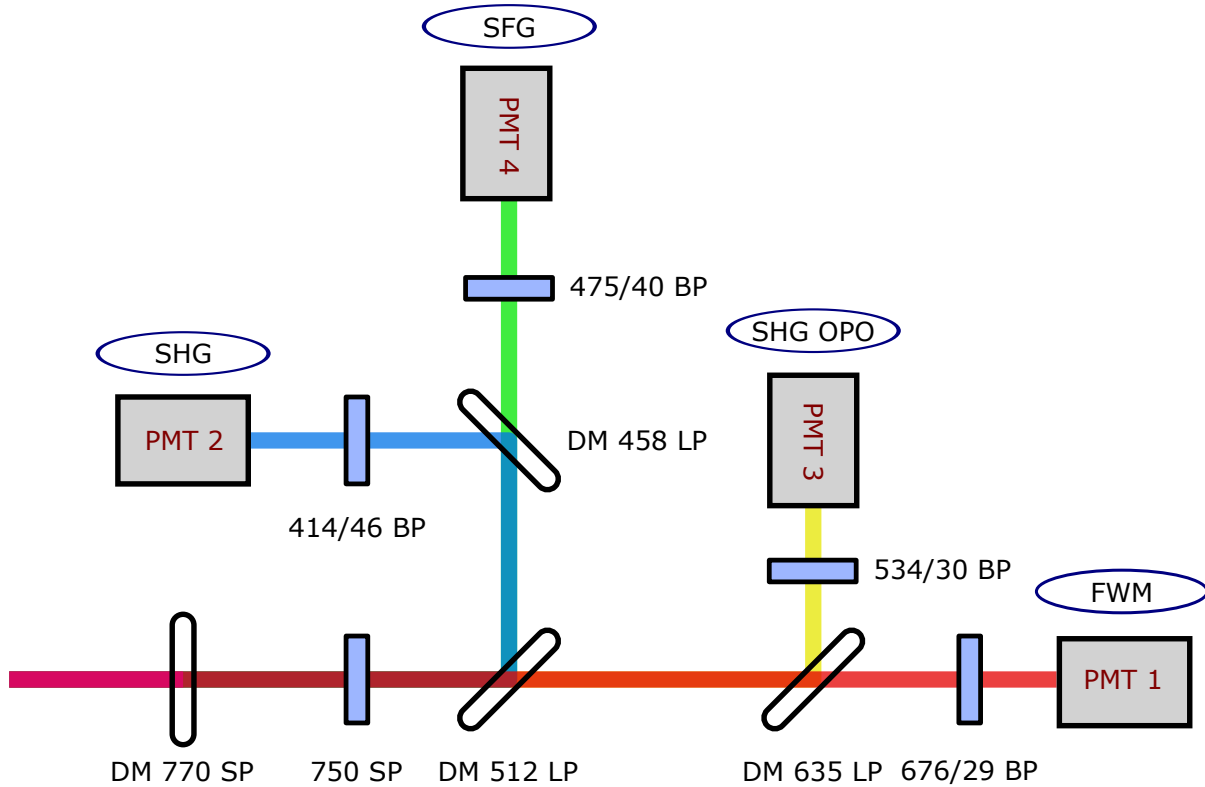 SFG
PMT 4
475/40 BP
SHG
SHG OPO
PMT 2
DM 458 LP
PMT 3
414/46 BP
534/30 BP
FWM
PMT 1
DM 770 SP
750 SP
DM 512 LP
DM 635 LP
676/29 BP